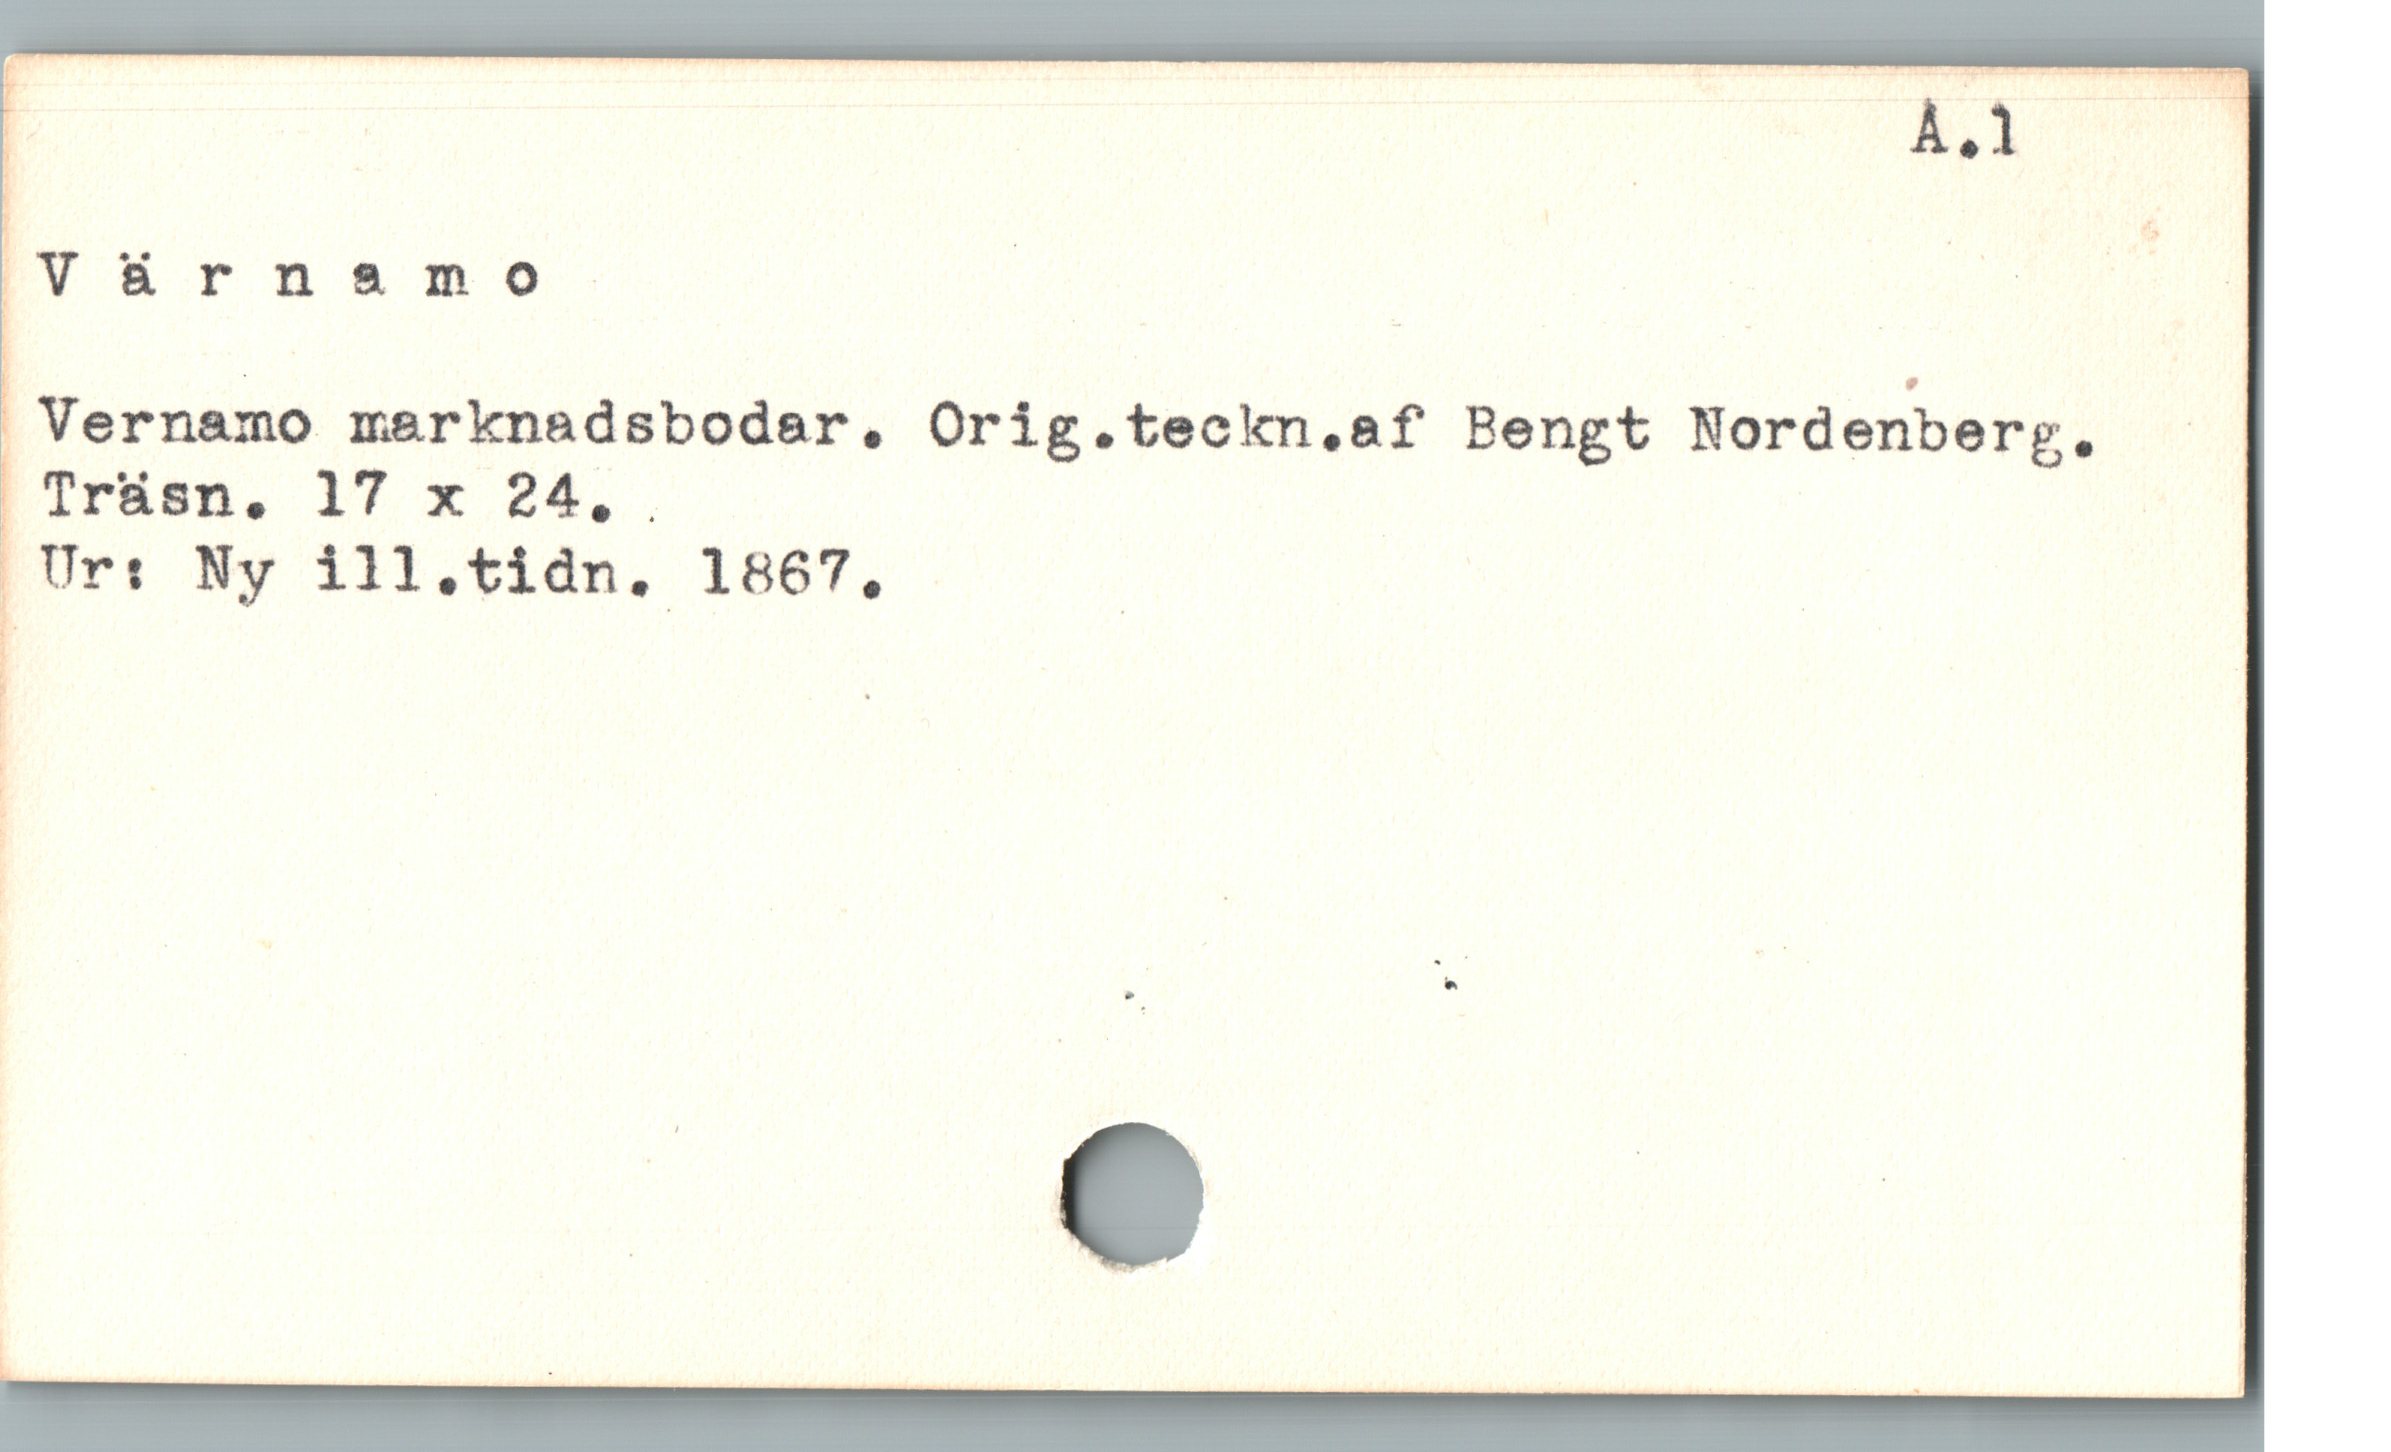 A.1
V ä r n a m o
Vernamo marknadsbodar. Orig.teckn.af Bengt Nordenberg.
Träsn. 17 x 24.
Ur: Ny ill.tidn. 1867.